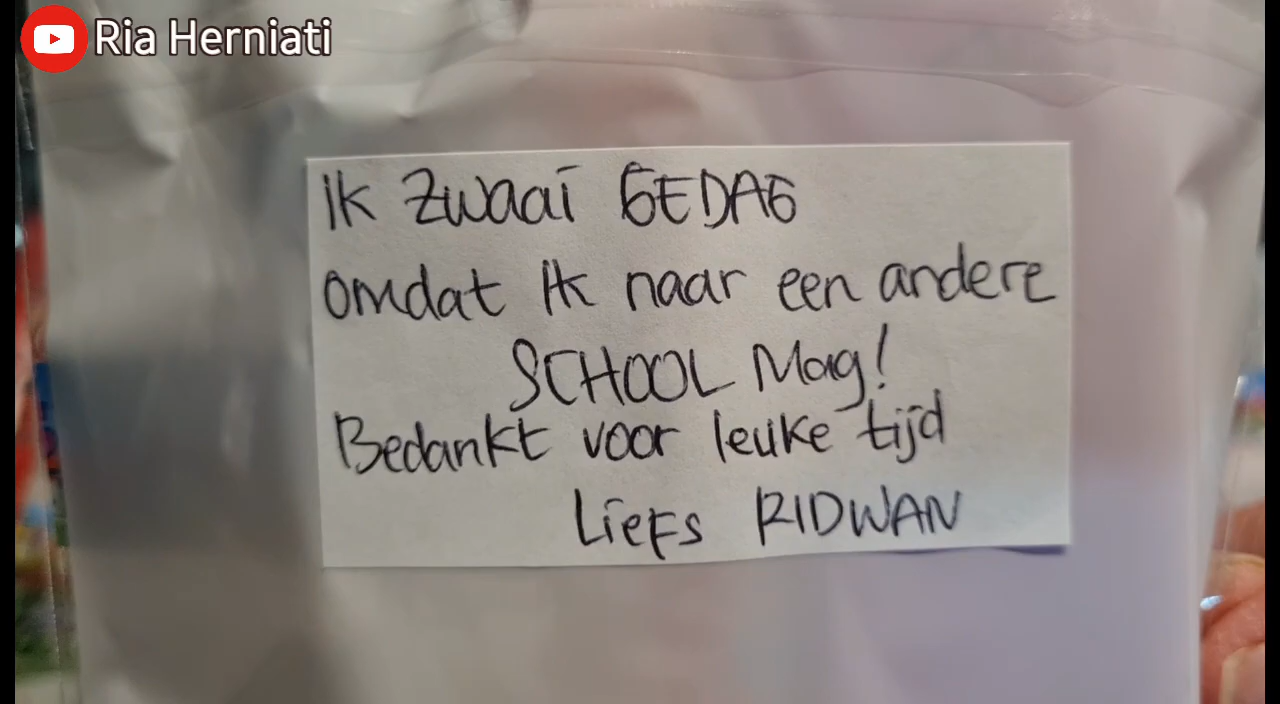 Ria Herniati
Ik zwaai GEDAG
omdat Ik naar een andere
SCHOOL Mag!
Bedankt voor leuke tijd
Liefs RIDWAN